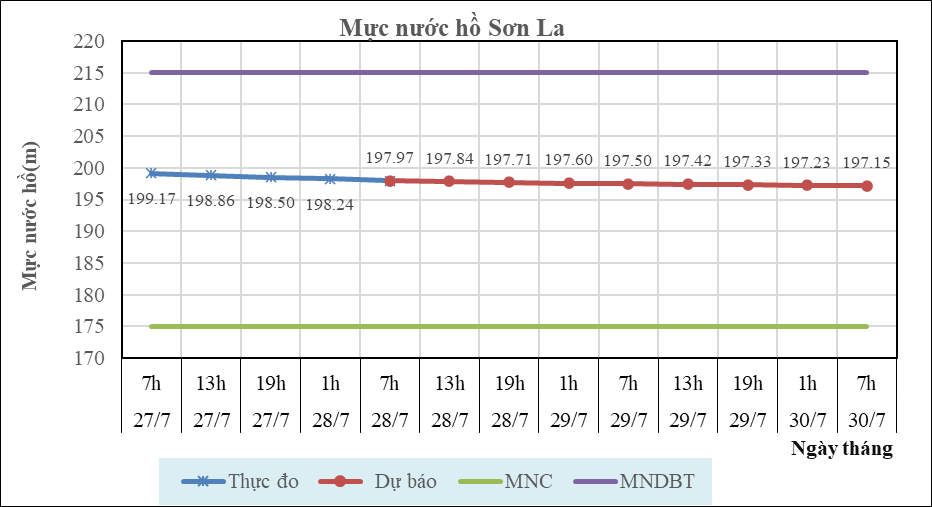 Mực nước hồ Sơn La
Mực nước hồ(m)
220
215
210
205
200
195
190
185
180
175
170
197.97 197.84 197.71 197.60 197.50 197.42 197.33 197.23 197.15
199.17 198.86 198.50 198.24
7h 13h 19h 1h 7h 13h 19h 1h 7h 13h 19h 1h 7h
27/7 27/7 27/7 28/7 28/7 28/7 28/7 29/7 29/7 29/7 29/7 30/7 30/7
Ngày tháng
Thực đo Dự báo MNC MNDBT